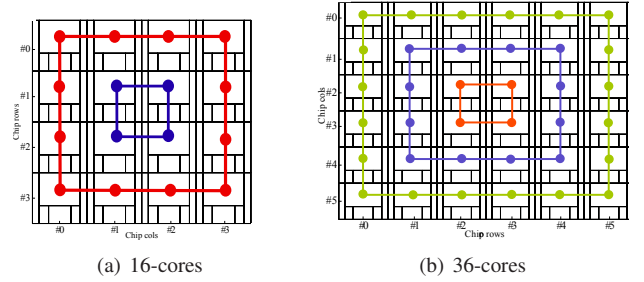 #0
#1
#2
#3
Chip rows
#0 #1 #2 #3
Chip cols
(a) 16-cores
#0
#1
#2
#3
#4
#5
Chip cols
#0 #1 #2 #3 #4 #5
Chip rows
(b) 36-cores